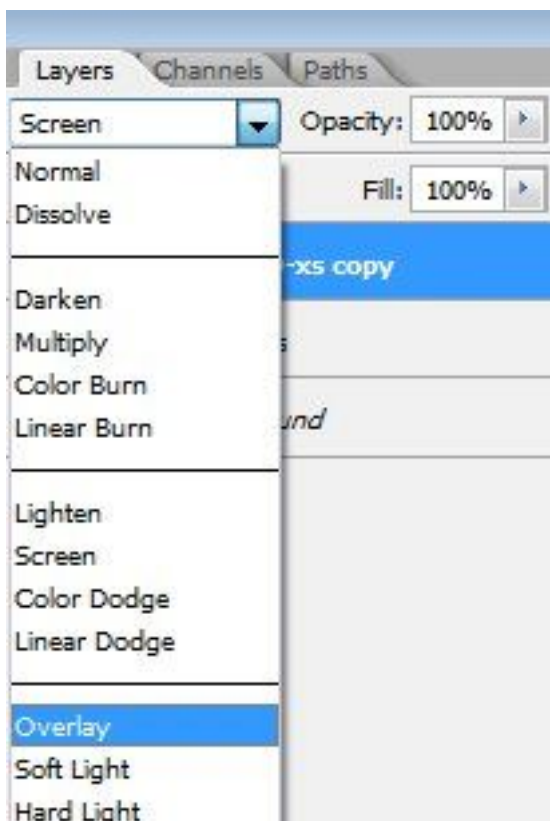 Layers Channels Paths
Screen Opacity: 100%
Normal
Fill: 100%
Dissolve
-xs copy
Darken
Multiply s
Color Burn
Linear Burn und
Lighten
Screen
Color Dodge
Linear Dodge
Overlay
Soft Light
Hard Light